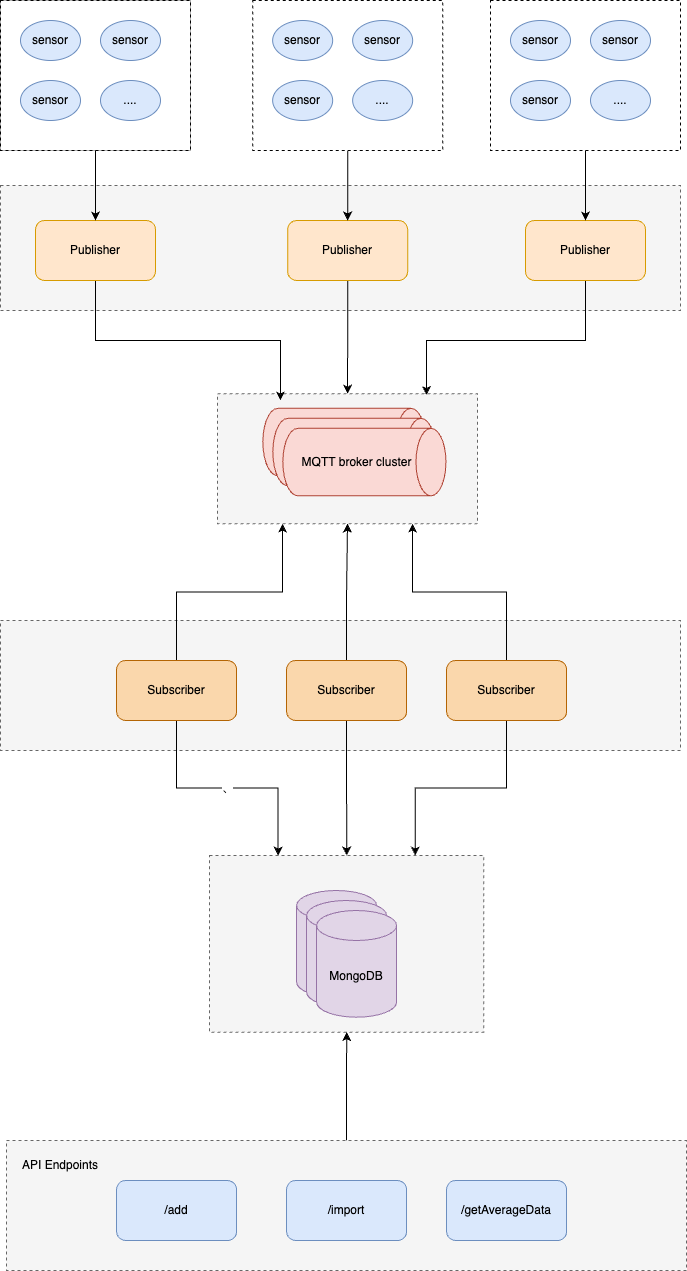 sensor sensor sensor sensor sensor sensor
sensor .... sensor .... sensor ....
Publisher Publisher Publisher
MQTT broker cluster
Subscriber Subscriber Subscriber
、
MongoDB
API Endpoints
/add /import /getAverageData